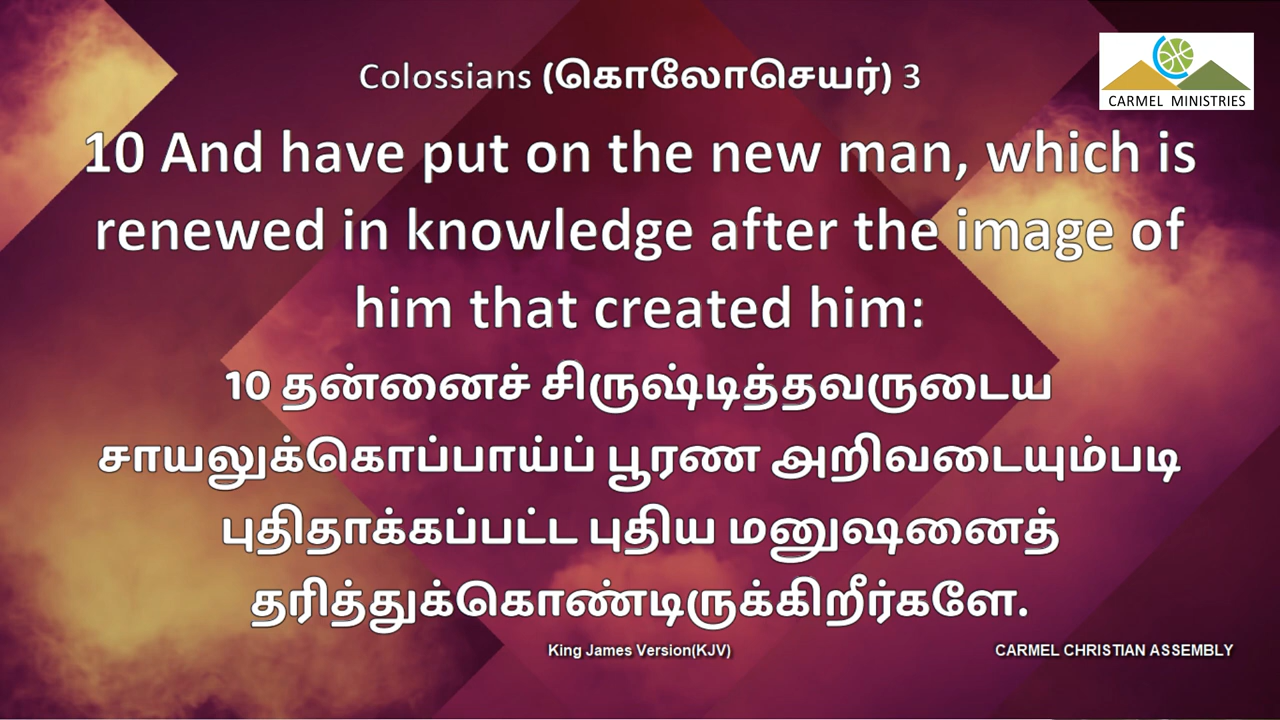 Colossians (கொலோசெயர்) 3
CARMEL MINISTRIES
10 And have put on the new man, which is
renewed in knowledge after the image of
him that created him:
10 தன்னைச் சிருஷ்டித்தவருடைய
சாயலுக்கொப்பாய்ப் பூரண அறிவடையும்படி
புதிதாக்கப்பட்ட புதிய மனுஷனைத்
தரித்துக்கொண்டிருக்கிறீர்களே.
King James Version(KJV)
CARMEL CHRISTIAN ASSEMBLY